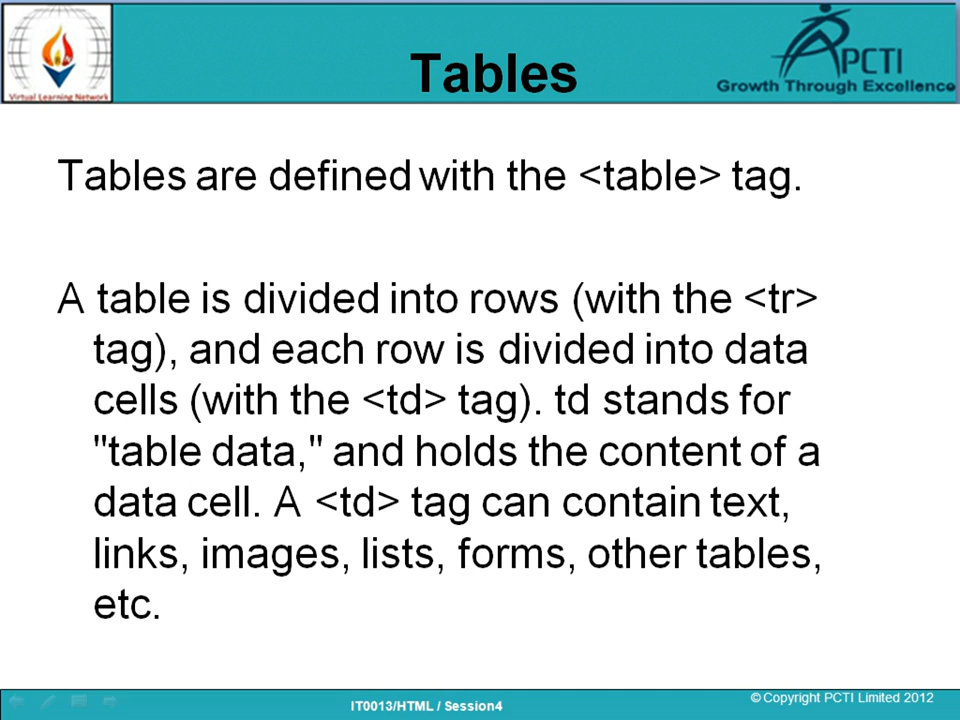 Virtual Learning Network
Tables
APCTI
Growth Through Excellence
Tables are defined with the <table> tag.
A table is divided into rows (with the <tr>
tag), and each row is divided into data
cells (with the <td> tag). td stands for
"table data," and holds the content of a
data cell. A <td> tag can contain text,
links, images, lists, forms, other tables,
etc.
IT0013/HTML / Session4
© Copyright PCTI Limited 2012